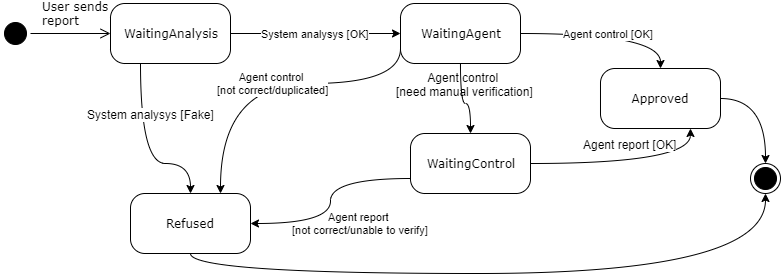 User sends
report
WaitingAnalysis
System analysys [OK]
WaitingAgent
Agent control [OK]
Agent control
[not correct/duplicated]
Agent control
[need manual verification]
Approved
System analysys [Fake]
Agent report [OK]
WaitingControl
Refused
Agent report
[not correct/unable to verify]